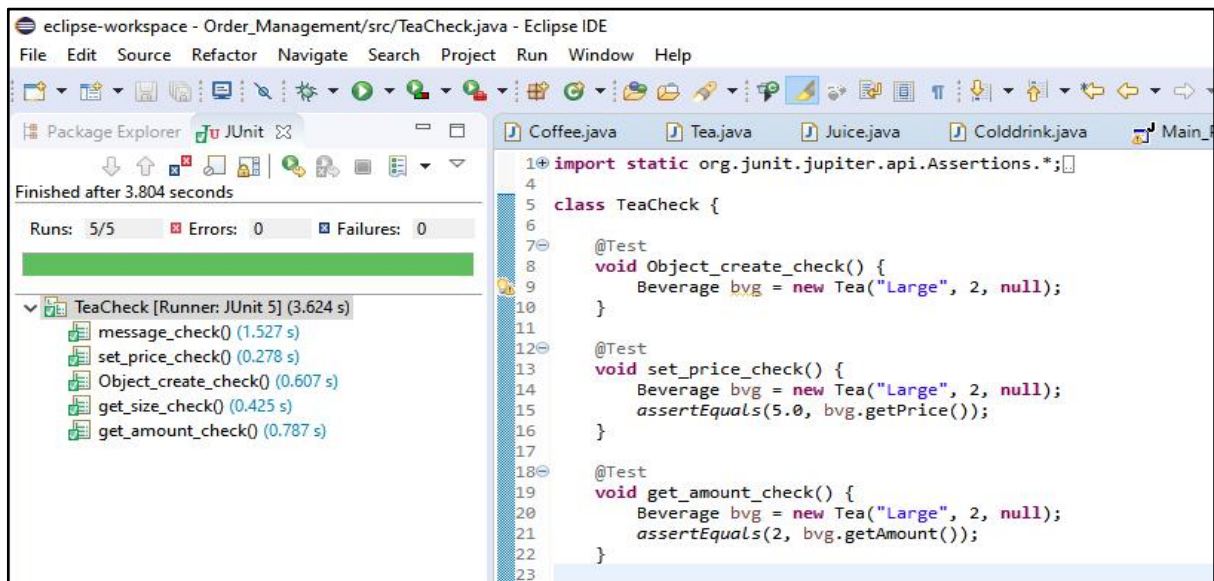 eclipse-workspace - Order_Management/src/TeaCheck.java - Eclipse IDE
File Edit Source Refactor Navigate Search Project Run Window Help
Package Explorer JUnit
Coffee.java Tea.java Juice.java Colddrink.java Main_
Finished after 3.804 seconds
Runs: 5/5 Errors: 0 Failures: 0
TeaCheck [Runner: JUnit 5] (3.624 s)
message_check() (1.527 s)
set_price_check() (0.278 s)
Object_create_check() (0.607 s)
get_size_check() (0.425 s)
get_amount_check() (0.787 s)
1 import static org.junit.jupiter.api.Assertions.*;
4
5 class TeaCheck {
6
7 @Test
8 void Object_create_check() {
9 Beverage bvg = new Tea("Large", 2, null);
10 }
11
12 @Test
13 void set_price_check() {
14 Beverage bvg = new Tea("Large", 2, null);
15 assertEquals(5.0, bvg.getPrice());
16 }
17
18 @Test
19 void get_amount_check() {
20 Beverage bvg = new Tea("Large", 2, null);
21 assertEquals(2, bvg.getAmount());
22 }
23